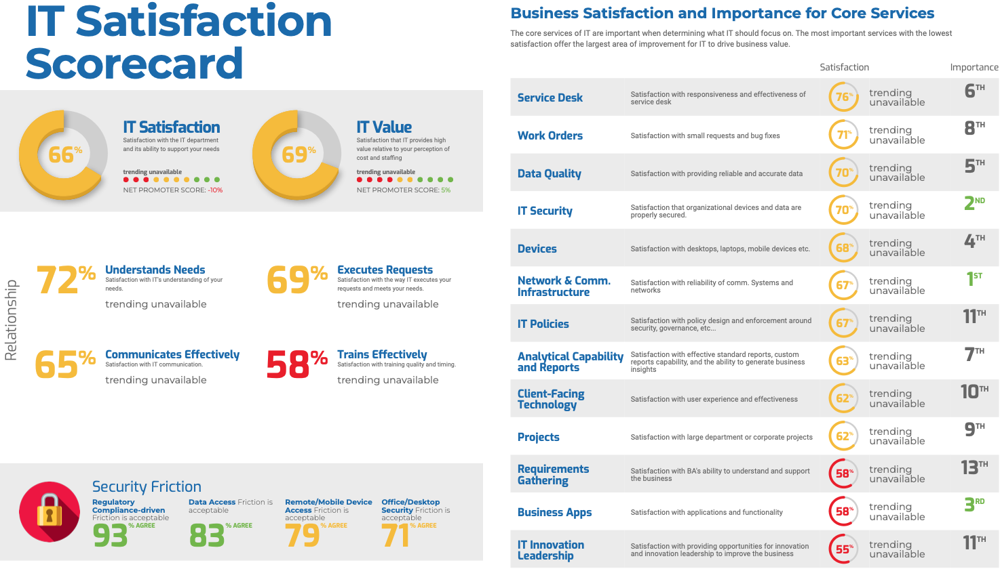 IT Satisfaction
Scorecard
66%
IT Satisfaction
Satisfaction with the IT department
and its ability to support your needs
trending unavailable
NET PROMOTER SCORE: -10%
69%
IT Value
Satisfaction that IT provides high
value relative to your perception of
cost and staffing
trending unavailable
NET PROMOTER SCORE: 5%
Relationship
72%
Understands Needs
Satisfaction with IT's understanding of your
needs.
trending unavailable
69%
Executes Requests
Satisfaction with the way IT executes your
requests and meets your needs.
trending unavailable
65%
Communicates Effectively
Satisfaction with IT communication.
trending unavailable
58%
Trains Effectively
Satisfaction with training quality and timing.
trending unavailable
Security Friction
Regulatory
Compliance-driven
Friction is acceptable
93% AGREE
Data Access Friction is
acceptable
83% AGREE
Remote/Mobile Device
Access Friction is
acceptable
79% AGREE
Office/Desktop
Security Friction is
acceptable
71% AGREE
Business Satisfaction and Importance for Core Services
The core services of IT are important when determining what IT should focus on. The most important services with the lowest
satisfaction offer the largest area of improvement for IT to drive business value.
Satisfaction
Importance
Service Desk
Satisfaction with responsiveness and effectiveness of
service desk
76%
trending
unavailable
6TH
Work Orders
Satisfaction with small requests and bug fixes
71%
trending
unavailable
8TH
Data Quality
Satisfaction with providing reliable and accurate data
70%
trending
unavailable
5TH
IT Security
Satisfaction that organizational devices and data are
properly secured.
70%
trending
unavailable
2ND
Devices
Satisfaction with desktops, laptops, mobile devices etc.
68%
trending
unavailable
4TH
Network & Comm.
Infrastructure
Satisfaction with reliability of comm. Systems and
networks
67%
trending
unavailable
1ST
IT Policies
Satisfaction with policy design and enforcement around
security, governance, etc...
67%
trending
unavailable
11TH
Analytical Capability
and Reports
Satisfaction with effective standard reports, custom
reports capability, and the ability to generate business
insights
63%
trending
unavailable
7TH
Client-Facing
Technology
Satisfaction with user experience and effectiveness
62%
trending
unavailable
10TH
Projects
Satisfaction with large department or corporate projects
62%
trending
unavailable
9TH
Requirements
Gathering
Satisfaction with BA's ability to understand and support
the business
58%
trending
unavailable
13TH
Business Apps
Satisfaction with applications and functionality
58%
trending
unavailable
3RD
IT Innovation
Leadership
Satisfaction with providing opportunities for innovation
and innovation leadership to improve the business
55%
trending
unavailable
11TH